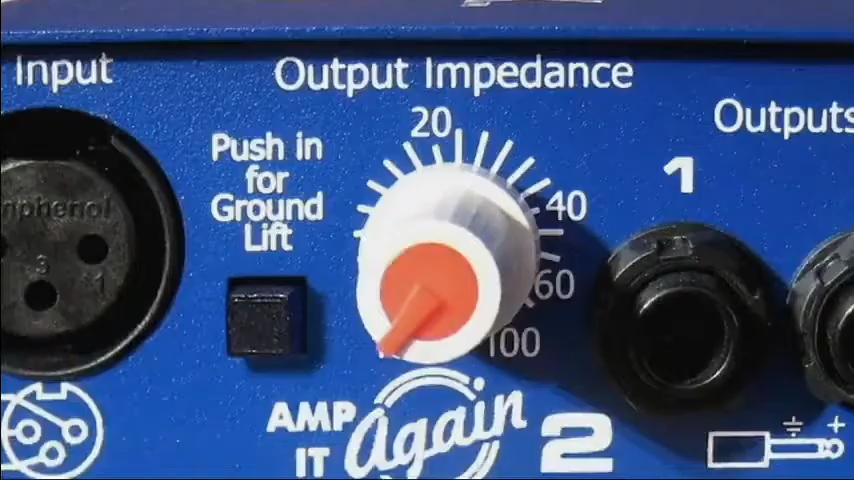 Input
Output Impedance
20
Outputs
Push in
for
Ground
Lift
1
40
60
100
3
1
AMP
IT
Again
2
+